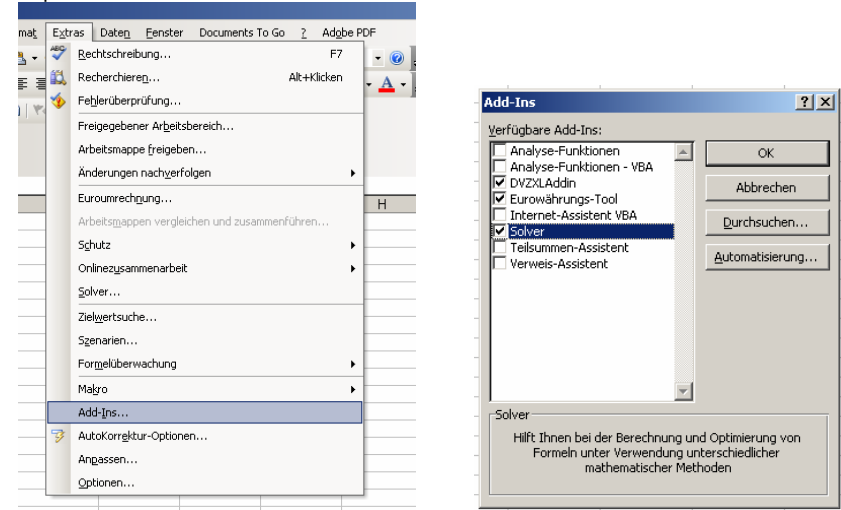 Extras Daten Fenster Documents To Go ? Adobe PDF
Rechtschreibung... F7
Recherchieren... Alt+Klicken
Fehlerüberprüfung...
Freigegebener Arbeitsbereich...
Arbeitsmappe freigeben...
Änderungen nachverfolgen
Euroumrechnung...
Arbeitsmappen vergleichen und zusammenführen...
Schutz
Onlinezusammenarbeit
Solver...
Zielwertsuche...
Szenarien...
Formelüberwachung
Makro
Add-Ins...
AutoKorrektur-Optionen...
Anpassen...
Optionen...
H
Add-Ins
Verfügbare Add-Ins:
Analyse-Funktionen
Analyse-Funktionen - VBA
DVZXLAddin
Eurowährungs-Tool
Internet-Assistent VBA
Solver
Teilsummen-Assistent
Verweis-Assistent
OK
Abbrechen
Durchsuchen...
Automatisierung...
Solver
Hilft Ihnen bei der Berechnung und Optimierung von
Formeln unter Verwendung unterschiedlicher
mathematischer Methoden